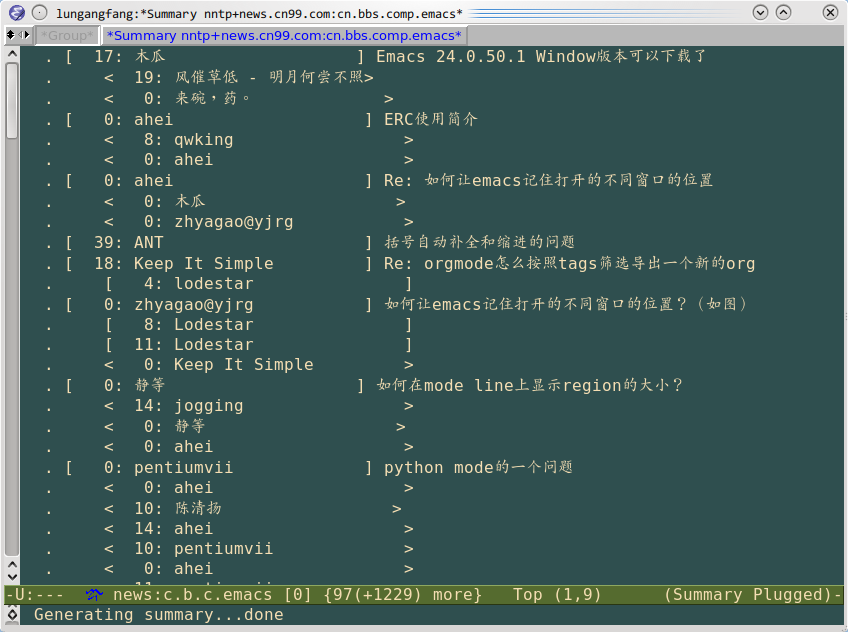 lungangfang:*Summary nntp+news.cn99.com:cn.bbs.comp.emacs*
*Group* *Summary nntp+news.cn99.com:cn.bbs.comp.emacs*
. [ 17: 木瓜 ] Emacs 24.0.50.1 Window版本可以下载了
. < 19: 风催草低 - 明月何尝不照>
. < 0: 来碗，药。 >
. [ 0: ahei ] ERC使用简介
. < 8: qwking >
. < 0: ahei >
. [ 0: ahei ] Re: 如何让emacs记住打开的不同窗口的位置
. < 0: 木瓜 >
. < 0: zhyagao@yjrg >
. [ 39: ANT ] 括号自动补全和缩进的问题
. [ 18: Keep It Simple ] Re: orgmode怎么按照tags筛选导出一个新的org
. [ 4: lodestar ]
. [ 0: zhyagao@yjrg ] 如何让emacs记住打开的不同窗口的位置？（如图）
. [ 8: Lodestar ]
. [ 11: Lodestar ]
. < 0: Keep It Simple >
. [ 0: 静等 ] 如何在mode line上显示region的大小？
. < 14: jogging >
. < 0: 静等 >
. < 0: ahei >
. [ 0: pentiumvii ] python mode的一个问题
. < 0: ahei >
. < 10: 陈清扬 >
. < 14: ahei >
. < 10: pentiumvii >
. < 0: ahei >
-U:--- news:c.b.c.emacs [0] {97(+1229) more} Top (1,9) (Summary Plugged)-
Generating summary...done